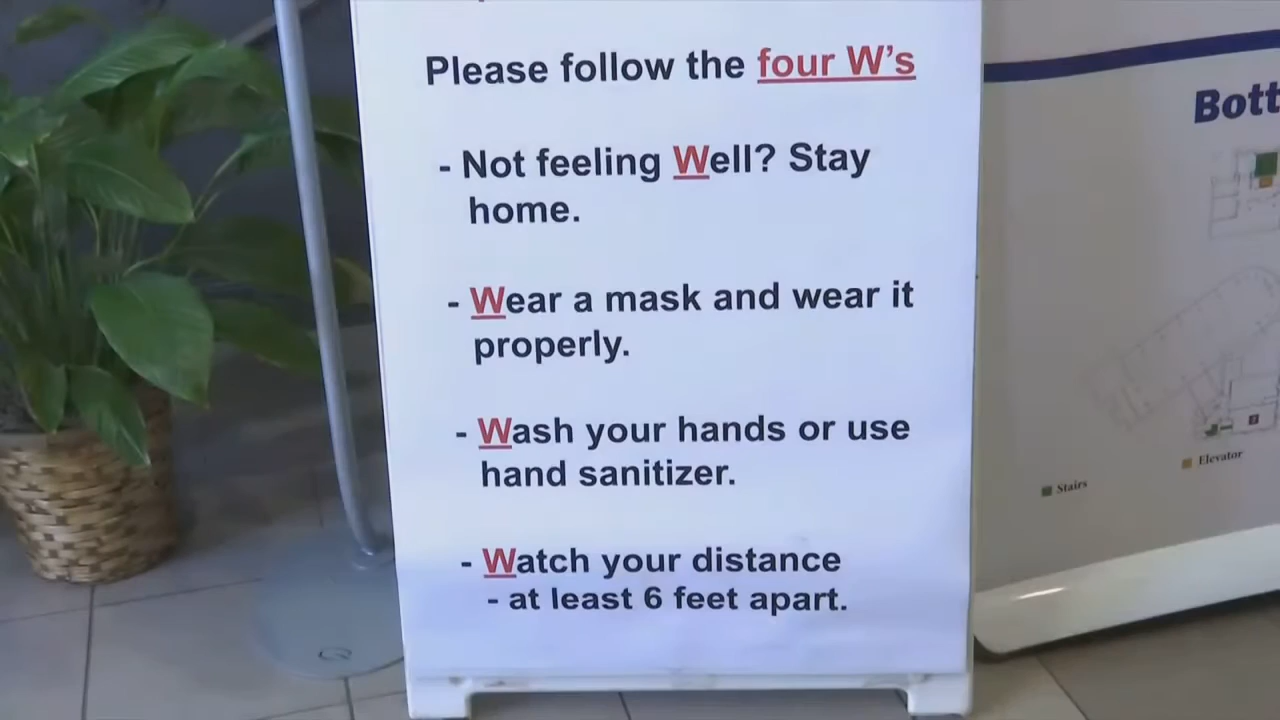 Please follow the four W's
- Not feeling Well? Stay
home.
- Wear a mask and wear it
properly.
- Wash your hands or use
hand sanitizer.
- Watch your distance
- at least 6 feet apart.
Bott
Elevator
Stairs